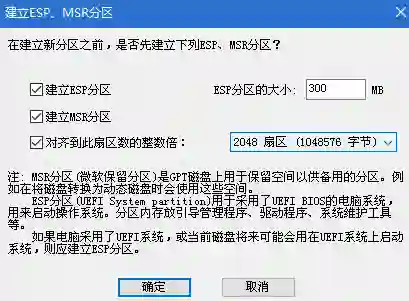 建立ESP、MSR分区
在建立新分区之前，是否先建立下列ESP、MSR分区？
建立ESP分区 ESP分区的大小: 300 MB
建立MSR分区
对齐到此扇区数的整数倍: 2048 扇区 (1048576 字节)
注: MSR分区(微软保留分区)是GPT磁盘上用于保留空间以供备用的分区。例
如在将磁盘转换为动态磁盘时会使用这些空间。
ESP分区(UEFI System partition)用于采用了UEFI BIOS的电脑系统，
用来启动操作系统。分区内存放引导管理程序、驱动程序、系统维护工具
等。
如果电脑采用了UEFI系统，或当前磁盘将来可能会用在UEFI系统上启动
系统，则应建立ESP分区。
确定 取消